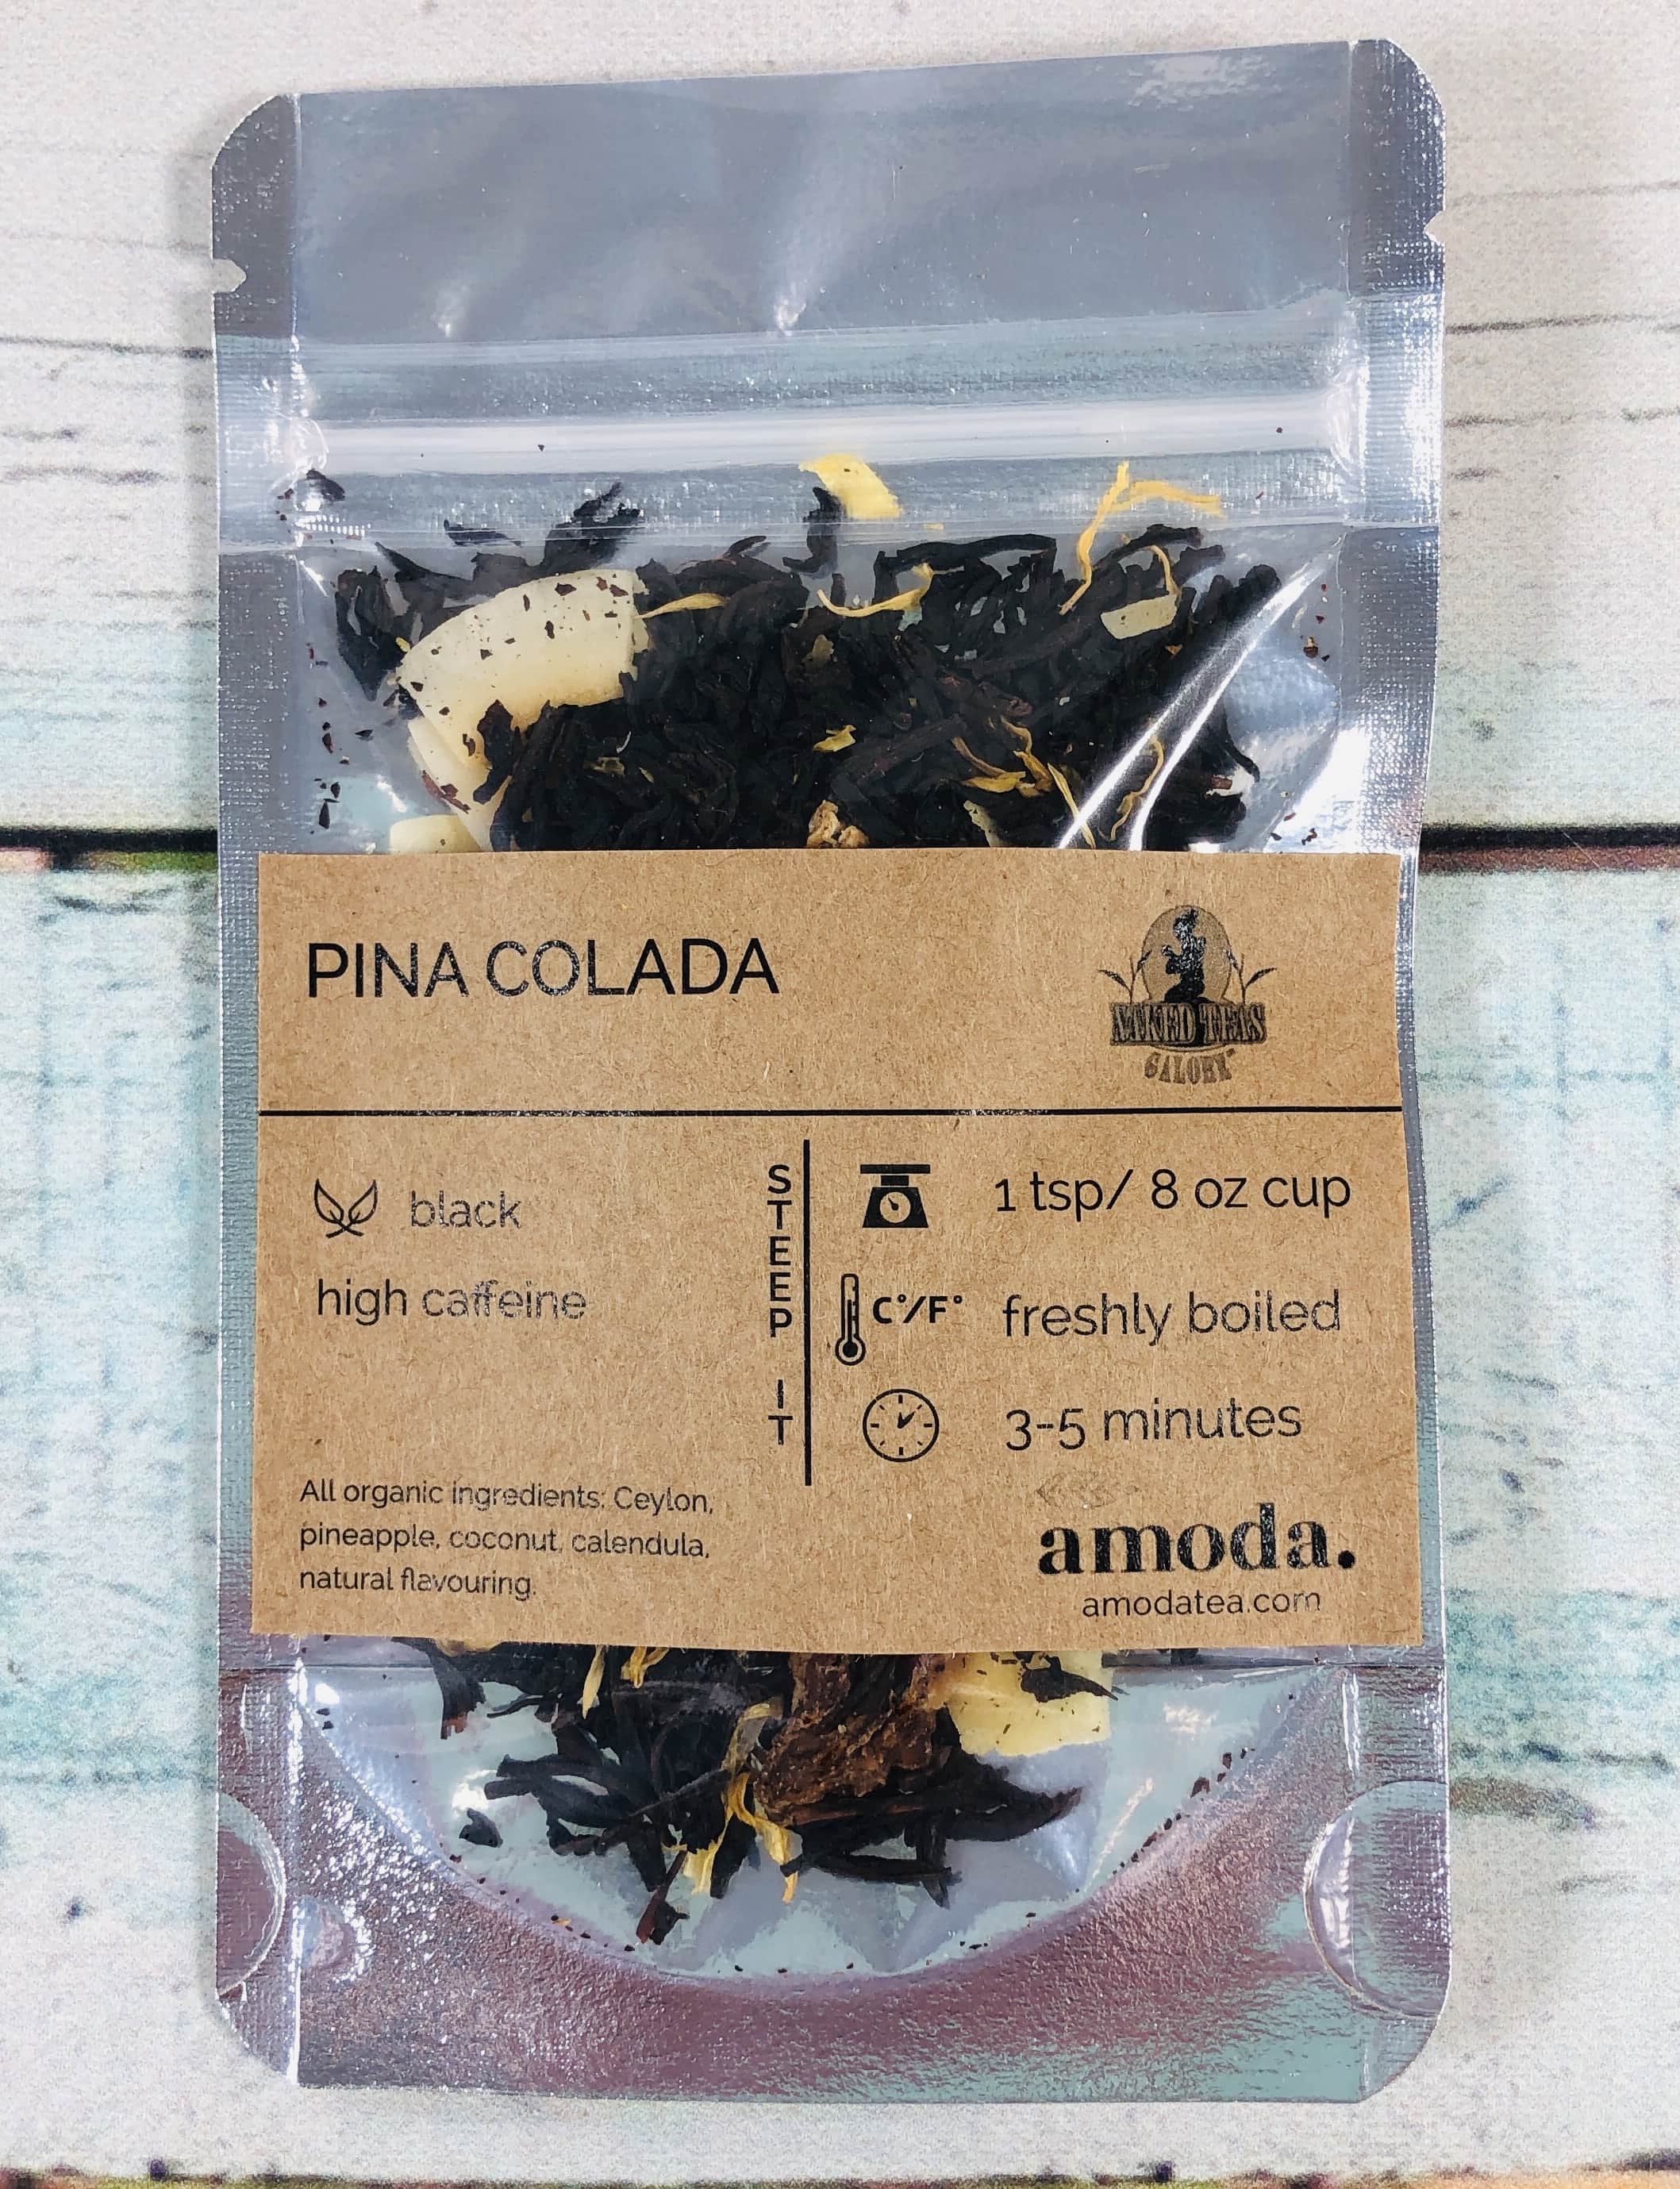 PINA COLADA
NAKED TEAS
GALORE
black
high caffeine
STEEP IT
1 tsp/ 8 oz cup
C°/F° freshly boiled
3-5 minutes
All organic ingredients: Ceylon,
pineapple, coconut, calendula,
natural flavouring.
amoda.
amodatea.com